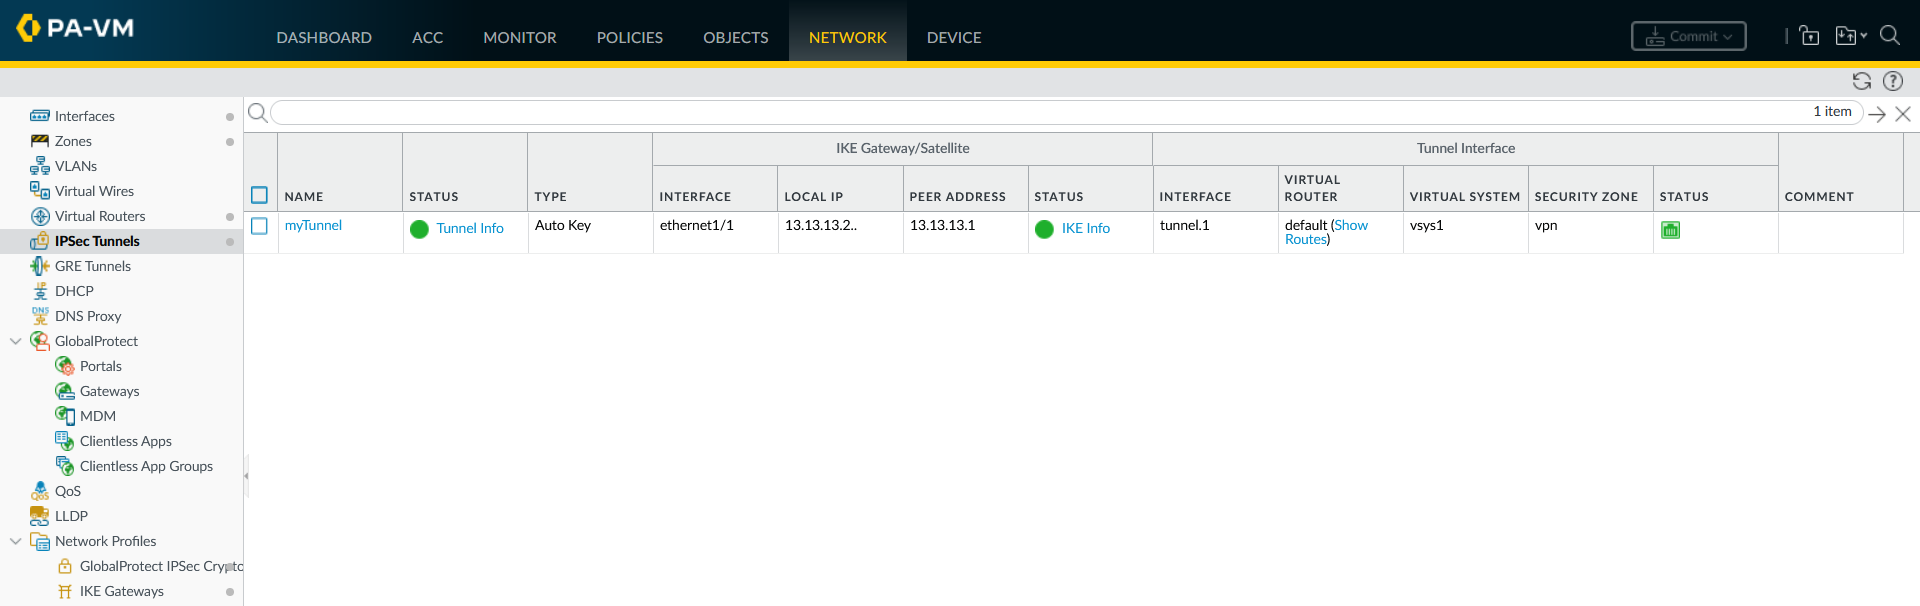 PA-VM
DASHBOARD ACC MONITOR POLICIES OBJECTS NETWORK DEVICE
Commit
1 item
Interfaces
Zones
VLANs
Virtual Wires
Virtual Routers
IPSec Tunnels
GRE Tunnels
DHCP
DNS Proxy
GlobalProtect
Portals
Gateways
MDM
Clientless Apps
Clientless App Groups
QoS
LLDP
Network Profiles
GlobalProtect IPSec Crypto
IKE Gateways
IKE Gateway/Satellite Tunnel Interface
NAME STATUS TYPE INTERFACE LOCAL IP PEER ADDRESS STATUS INTERFACE VIRTUAL ROUTER VIRTUAL SYSTEM SECURITY ZONE STATUS COMMENT
myTunnel Tunnel Info Auto Key ethernet1/1 13.13.13.2.. 13.13.13.1 IKE Info tunnel.1 default (Show Routes) vsys1 vpn